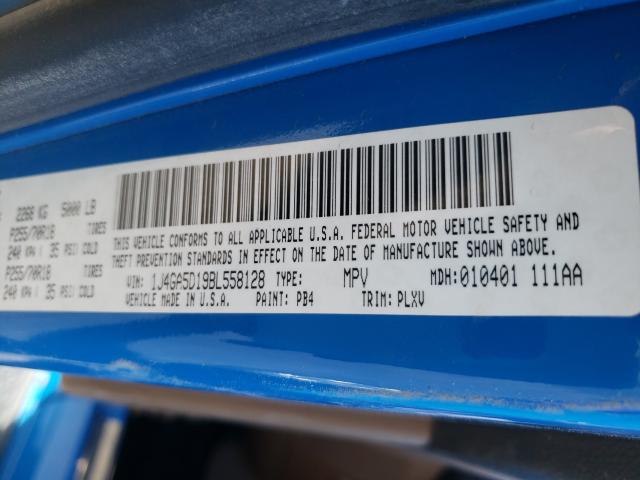 2268 KG 5000 LB
P255/70R18
240 KPA/ 35 PSI/ COLD
P255/70R18
240 KPA/ 35 PSI COLD
THIS VEHICLE CONFORMS TO ALL APPLICABLE U.S.A. FEDERAL MOTOR VEHICLE SAFETY AND
THEFT PREVENTION STANDARDS IN EFFECT ON THE DATE OF MANUFACTURE SHOWN ABOVE.
VIN: 1J4GA5D19BL558128 TYPE: MPV MDH:010401 111AA
VEHICLE MADE IN U.S.A. PAINT: PB4 TRIM: PLXV